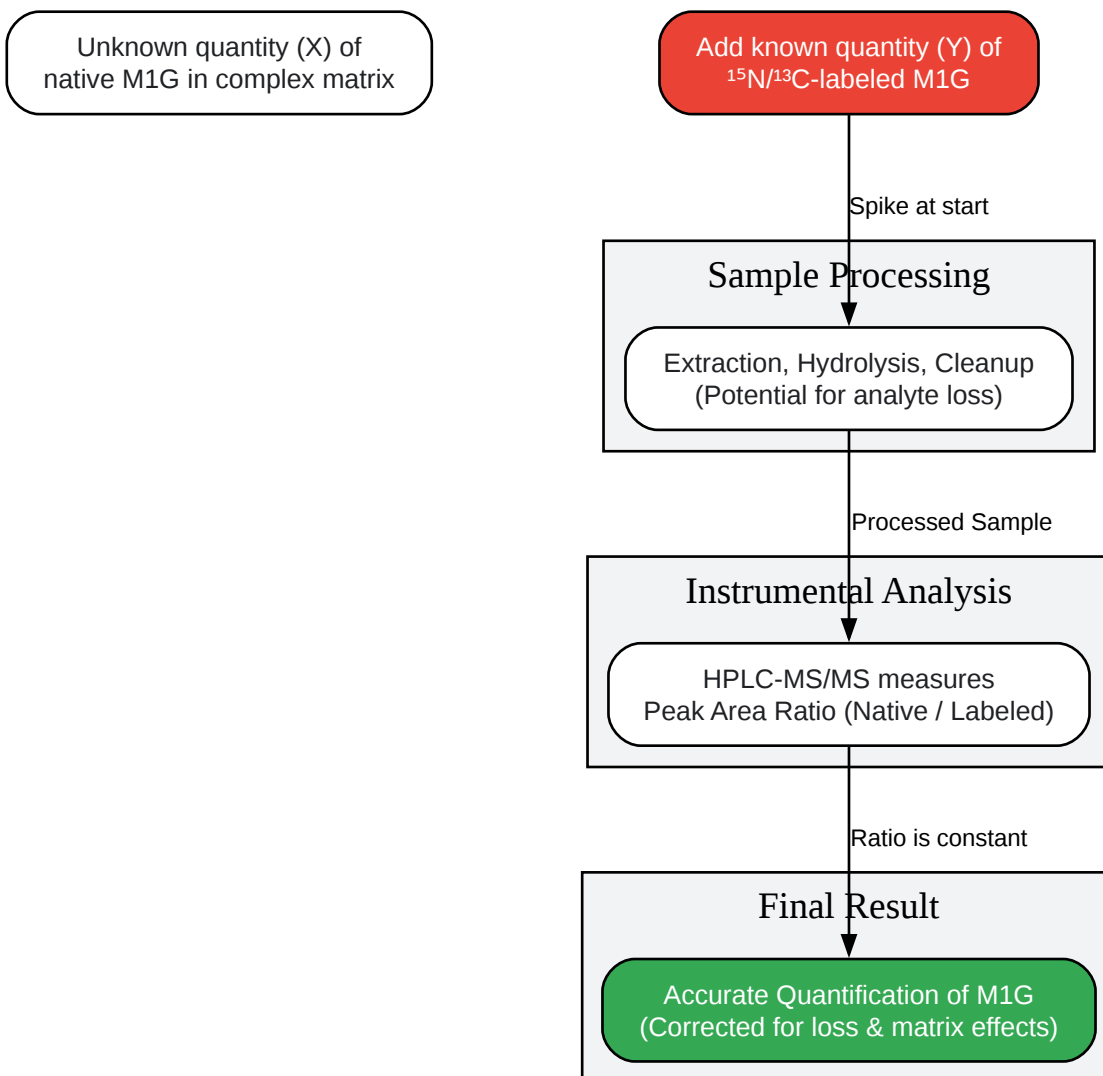 Unknown quantity (X) of
native M1G in complex matrix
Add known quantity (Y) of
¹⁵N/¹³C-labeled M1G
Spike at start
Sample Processing
Extraction, Hydrolysis, Cleanup
(Potential for analyte loss)
Processed Sample
Instrumental Analysis
HPLC-MS/MS measures
Peak Area Ratio (Native / Labeled)
Ratio is constant
Final Result
Accurate Quantification of M1G
(Corrected for loss & matrix effects)